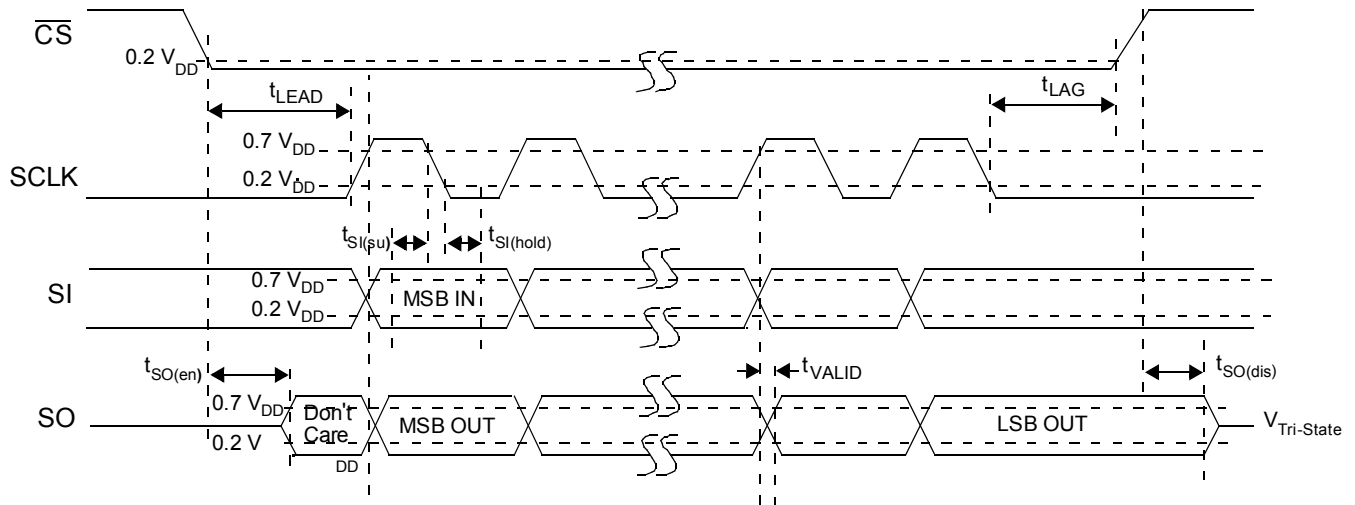 CS
0.2 VDD
tLEAD
tLAG
0.7 VDD
SCLK
0.2 VDD
tSI(su)
tSI(hold)
SI
0.7 VDD
MSB IN
0.2 VDD
tSO(en)
tVALID
tSO(dis)
0.7 VDD
Don't
Care
SO
MSB OUT
LSB OUT
VTri-State
0.2 V
DD